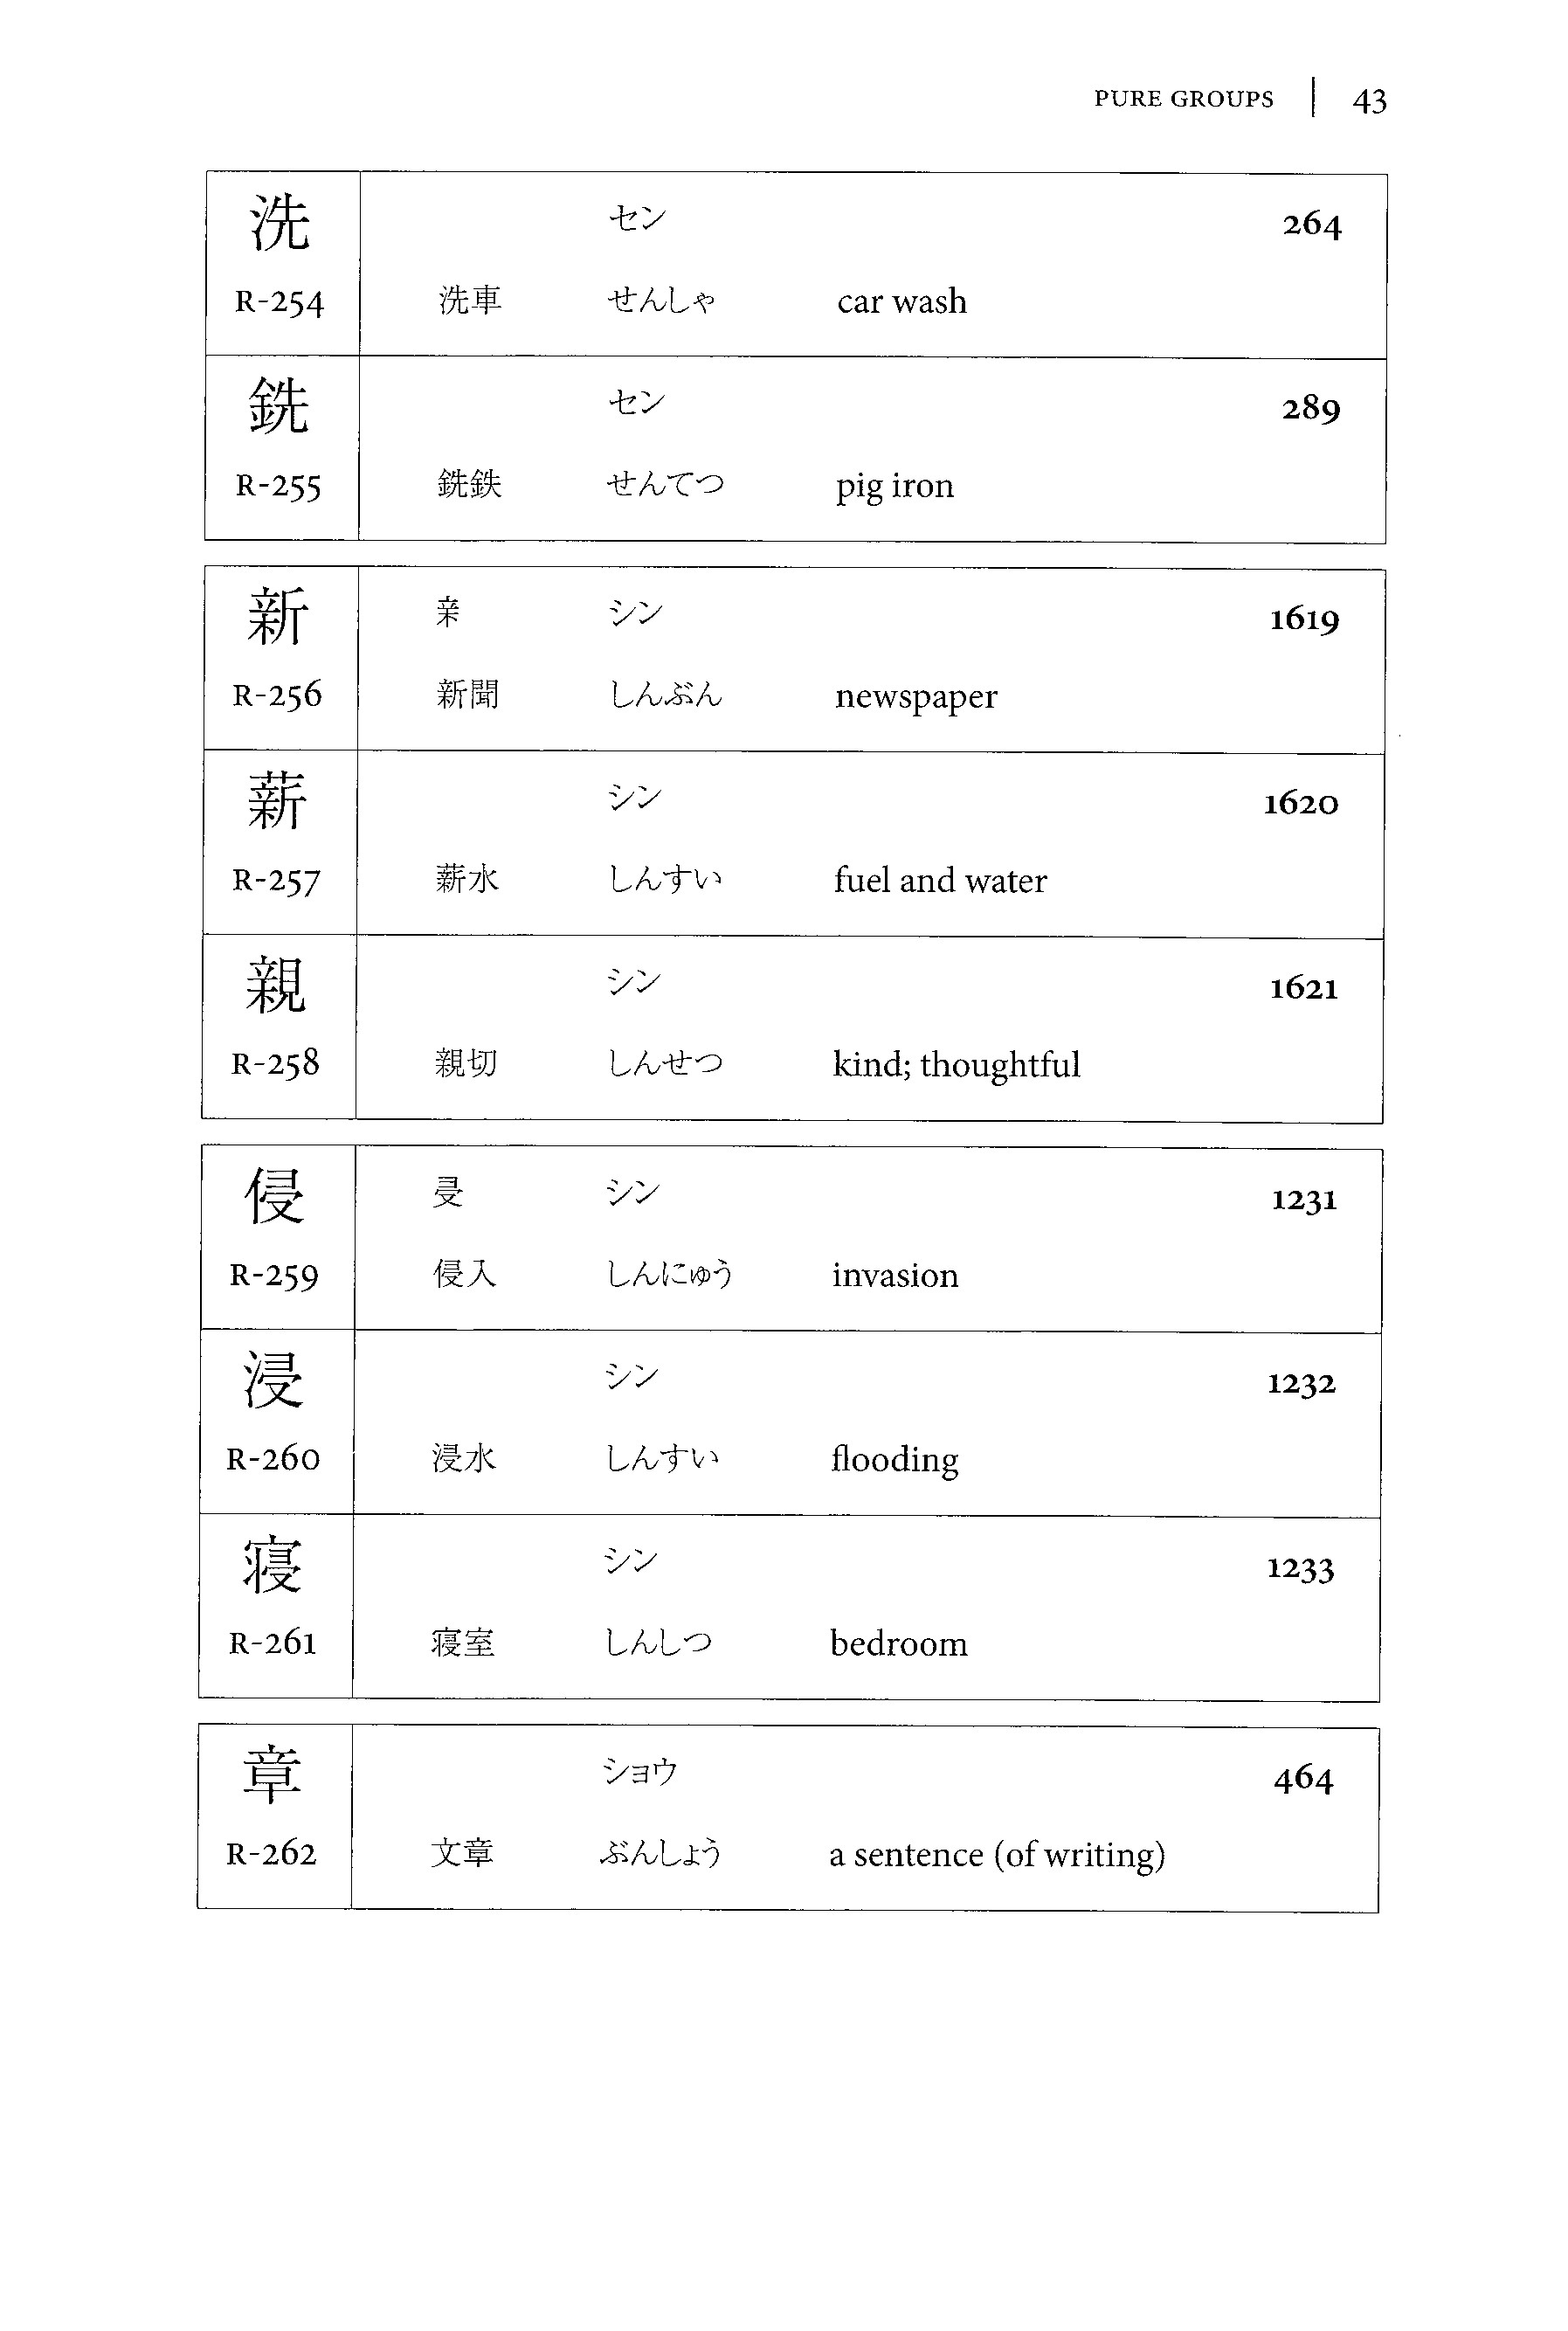 PURE GROUPS | 43
洗 セン 264
R-254 洗車 せんしゃ car wash
銑 セン 289
R-255 銑鉄 せんてつ pig iron
新 亲 シン 1619
R-256 新聞 しんぶん newspaper
薪 シン 1620
R-257 薪水 しんすい fuel and water
親 シン 1621
R-258 親切 しんせつ kind; thoughtful
侵 𠬶 シン 1231
R-259 侵入 しんにゅう invasion
浸 シン 1232
R-260 浸水 しんすい flooding
寝 シン 1233
R-261 寝室 しんしつ bedroom
章 ショウ 464
R-262 文章 ぶんしょう a sentence (of writing)